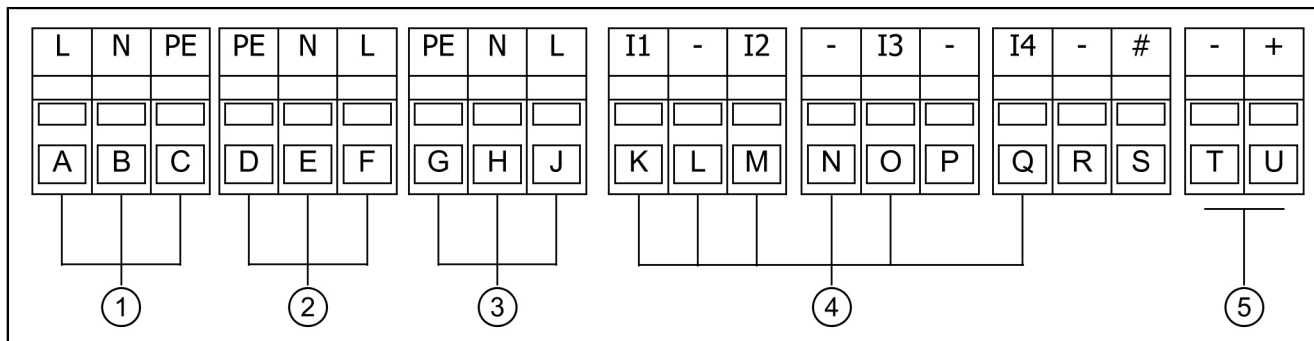 L N PE PE N L PE N L I1 - I2 - I3 - I4 - # - +
A B C D E F G H J K L M N O P Q R S T U
1 2 3 4 5